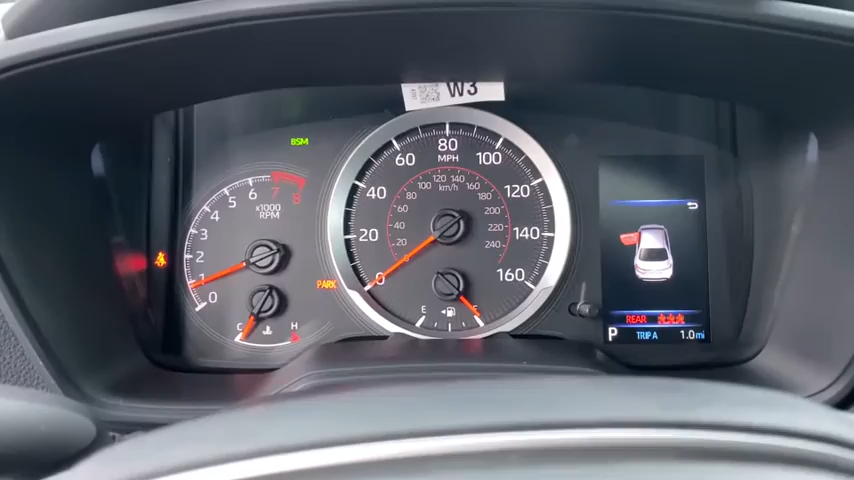 W3
BSM
0 1 2 3 4 5 6 7 8
x1000
RPM
PARK
C H
0 20 40 60 80 100 120 140 160
MPH
20 40 60 80 100 120 140 160 180 200 220 240
km/h
E F
REAR
P TRIP A 1.0 mi